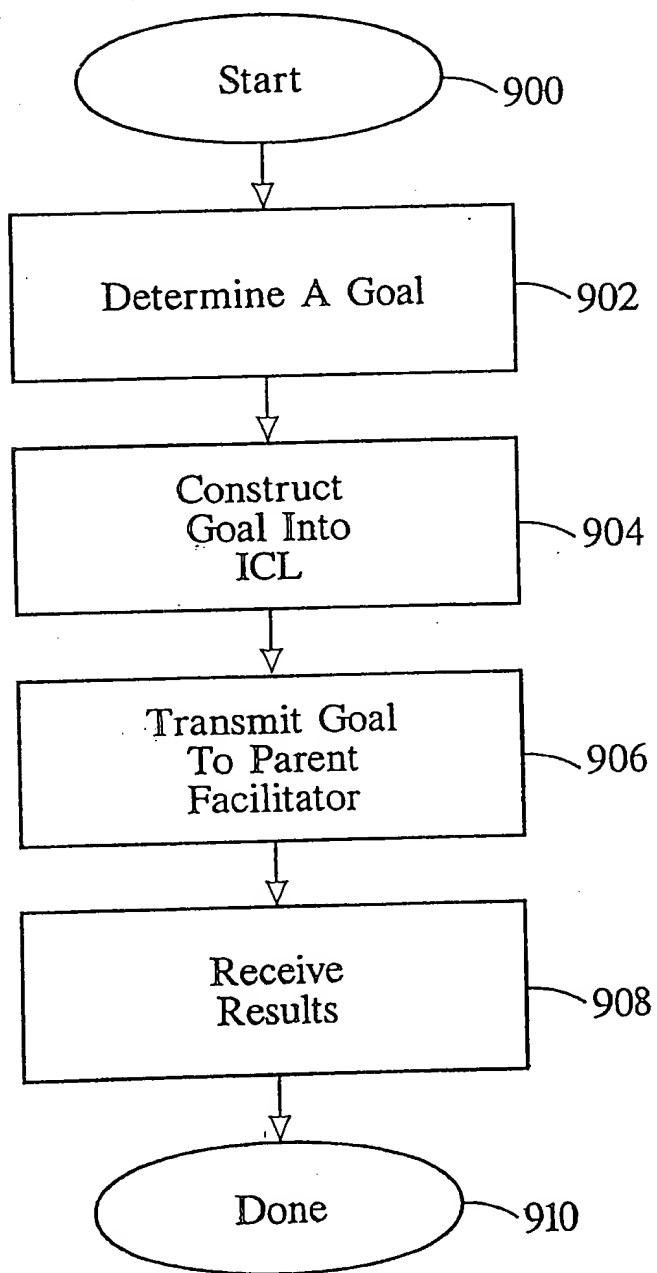 Start
900
Determine A Goal
902
Construct
Goal Into
ICL
904
Transmit Goal
To Parent
Facilitator
906
Receive
Results
908
Done
910